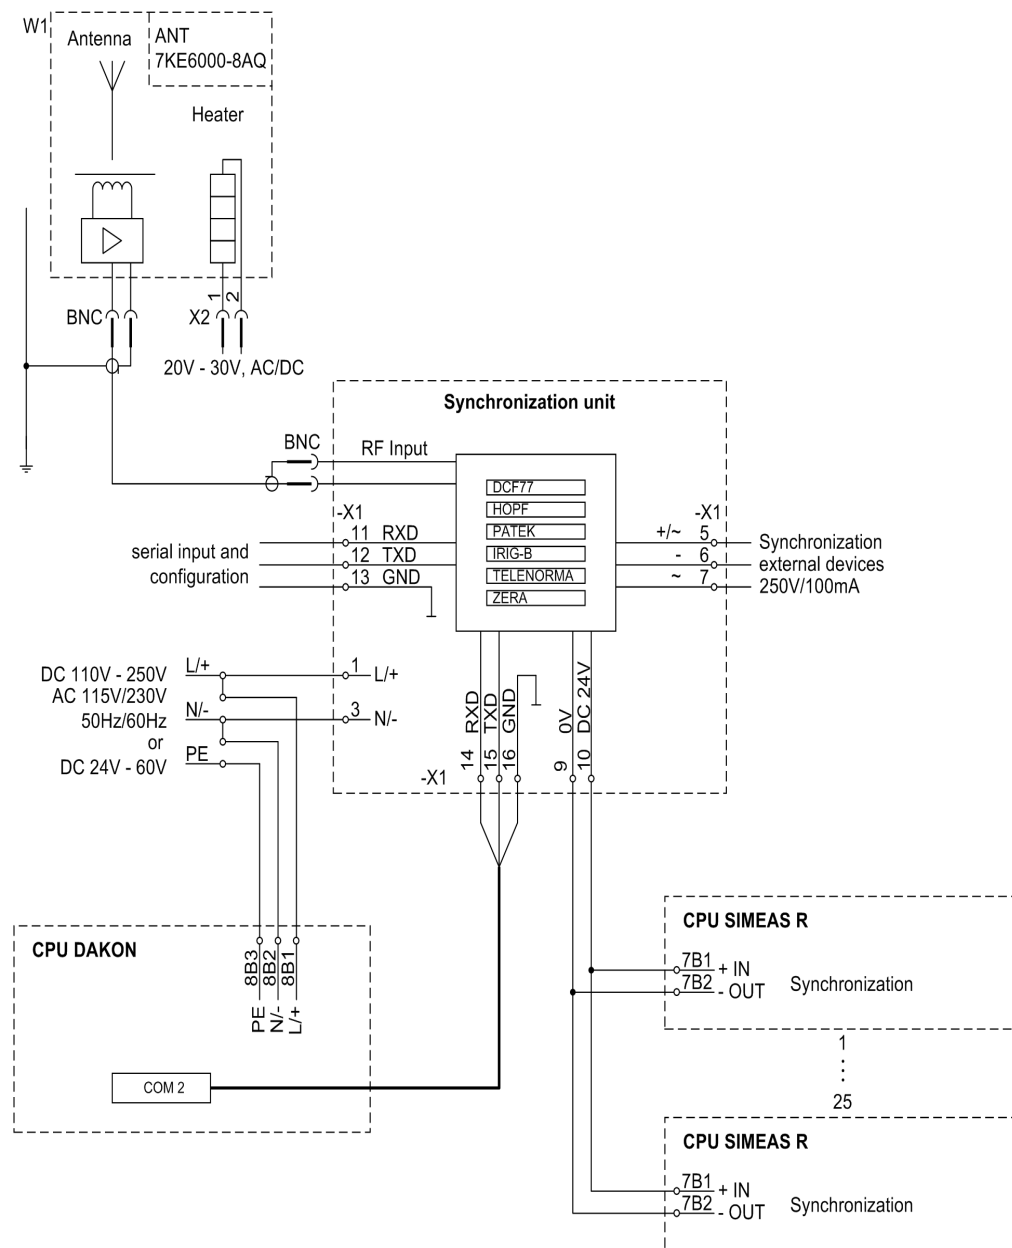 W1
Antenna
ANT
7KE6000-8AQ
Heater
1
2
BNC
X2
20V - 30V, AC/DC
Synchronization unit
BNC
RF Input
DCF77
HOPF
PATEK
IRIG-B
TELENORMA
ZERA
-X1
11 RXD
12 TXD
13 GND
serial input and
configuration
-X1
+/~ 5
- 6
~ 7
Synchronization
external devices
250V/100mA
DC 110V - 250V
AC 115V/230V
50Hz/60Hz
or
DC 24V - 60V
L/+
N/-
PE
1
L/+
3
N/-
14 RXD
15 TXD
16 GND
9 0V
10 DC 24V
-X1
CPU DAKON
8B3
8B2
8B1
PE
N/-
L/+
COM 2
CPU SIMEAS R
7B1 + IN
7B2 - OUT
Synchronization
1
⋮
25
CPU SIMEAS R
7B1 + IN
7B2 - OUT
Synchronization